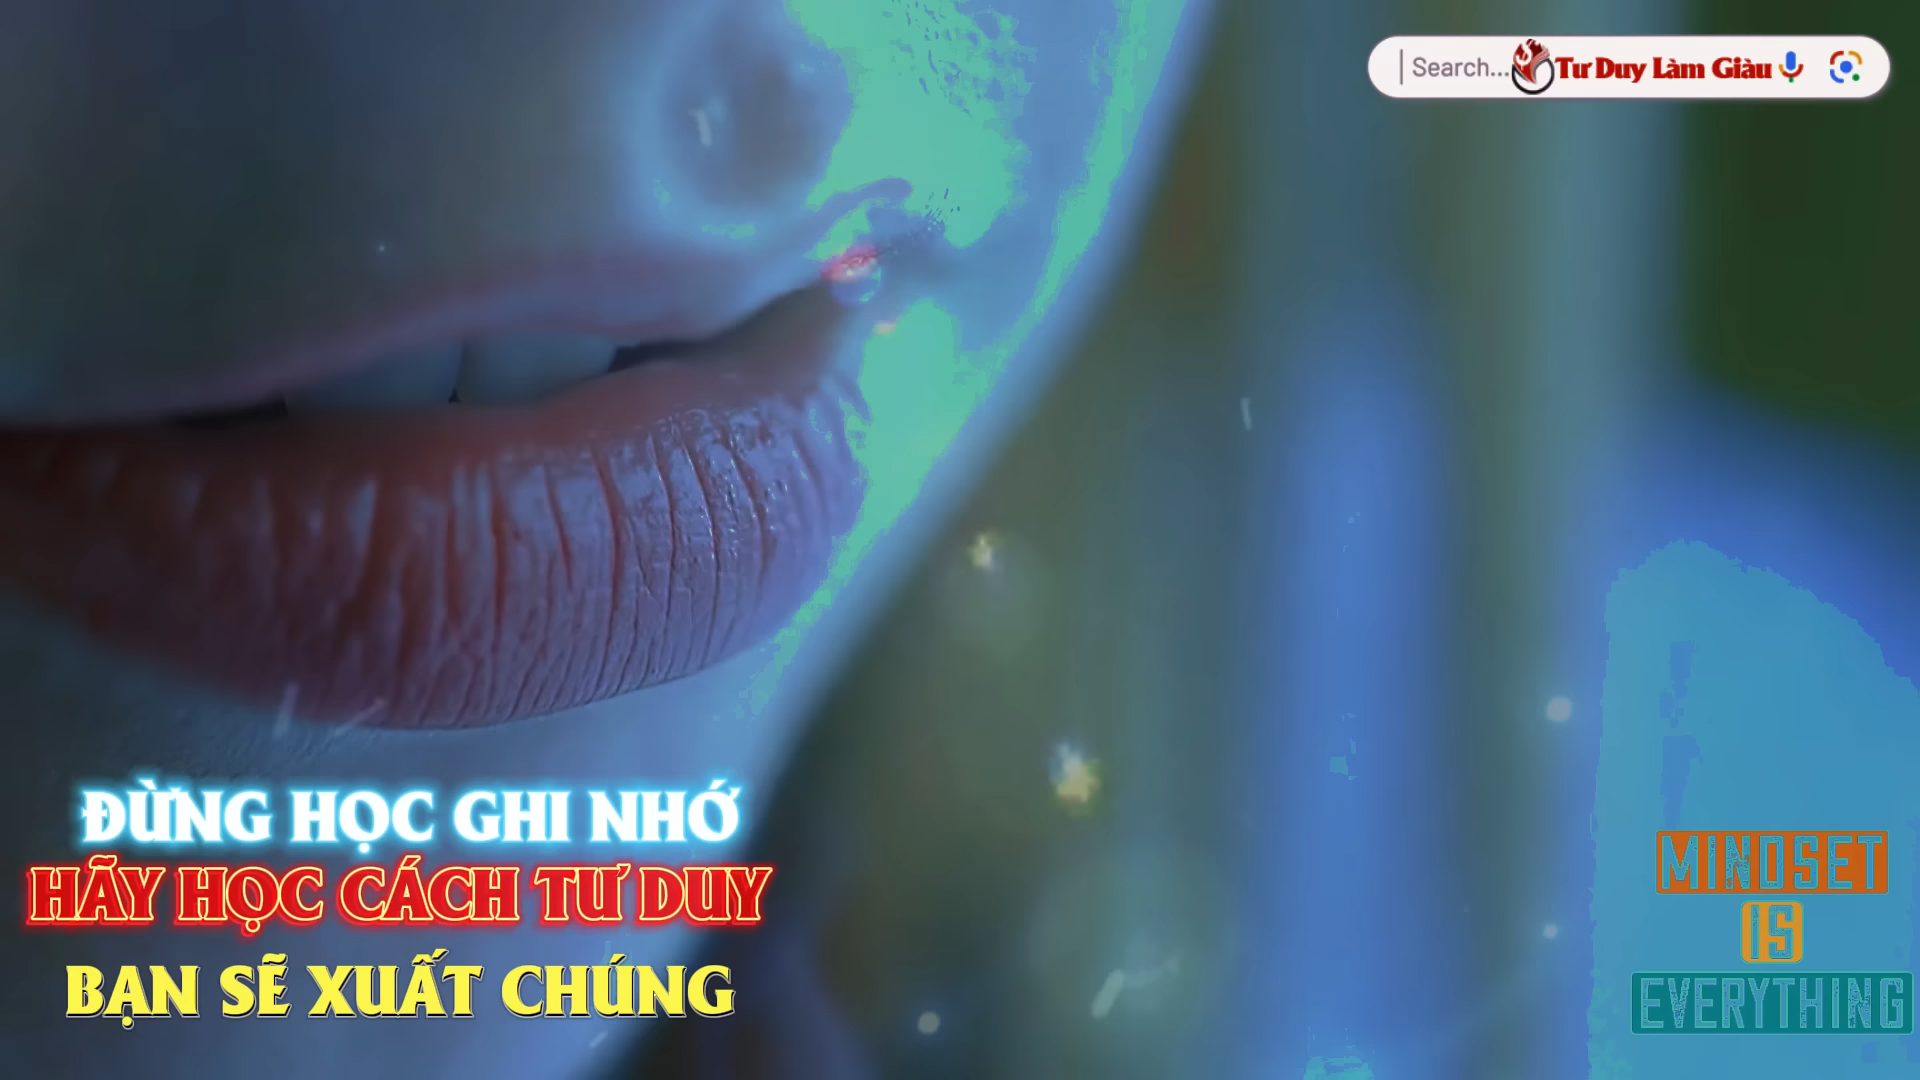 Search... Tư Duy Làm Giàu
ĐỪNG HỌC GHI NHỚ
HÃY HỌC CÁCH TƯ DUY
BẠN SẼ XUẤT CHÚNG
MINDSET
IS
EVERYTHING